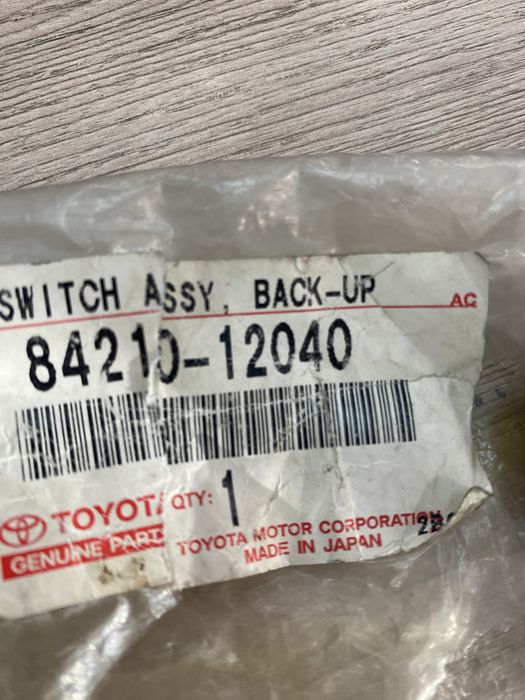 SWITCH ASSY, BACK-UP
AC
84210-12040
TOYOTA QTY: 1
GENUINE PARTS TOYOTA MOTOR CORPORATION
MADE IN JAPAN